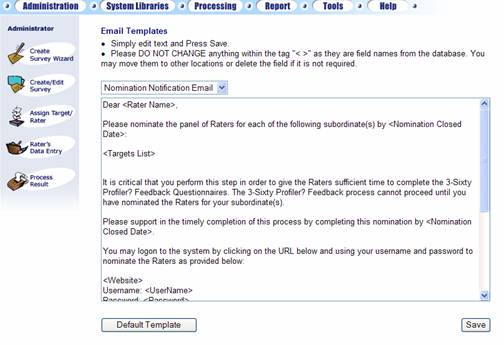 Administration System Libraries Processing Report Tools Help
Administrator
Create
Survey Wizard
Create/Edit
Survey
Assign Target/
Rater
Rater's
Data Entry
Process
Result
Email Templates
• Simply edit text and Press Save.
• Please DO NOT CHANGE anything within the tag "< >" as they are field names from the database. You
may move them to other locations or delete the field if it is not required.
Nomination Notification Email
Dear <Rater Name>,
Please nominate the panel of Raters for each of the following subordinate(s) by <Nomination Closed
Date>:
<Targets List>
It is critical that you perform this step in order to give the Raters sufficient time to complete the 3-Sixty
Profiler? Feedback Questionnaires. The 3-Sixty Profiler? Feedback process cannot proceed until you
have nominated the Raters for your subordinate(s).
Please support in the timely completion of this process by completing this nomination by <Nomination
Closed Date>.
You may logon to the system by clicking on the URL below and using your username and password to
nominate the Raters as provided below:
<Website>
Username: <UserName>
Password: <Password>
Default Template Save